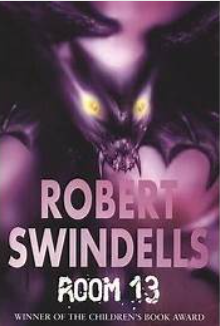 ROBERT
SWINDELLS
ROOM 13
WINNER OF THE CHILDREN'S BOOK AWARD